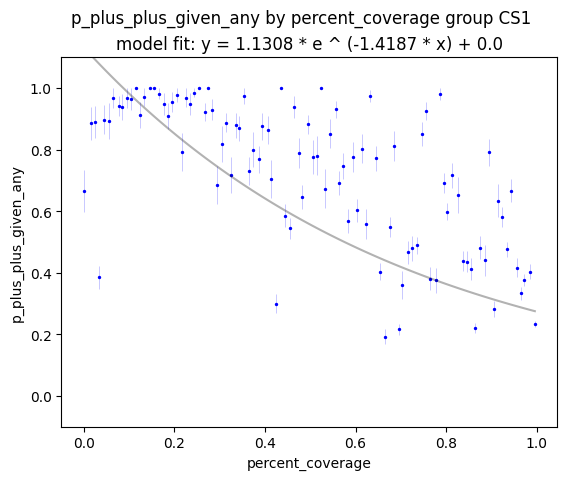 p_plus_plus_given_any by percent_coverage group CS1
model fit: y = 1.1308 * e ^ (-1.4187 * x) + 0.0
p_plus_plus_given_any
1.0
0.8
0.6
0.4
0.2
0.0
0.0 0.2 0.4 0.6 0.8 1.0
percent_coverage